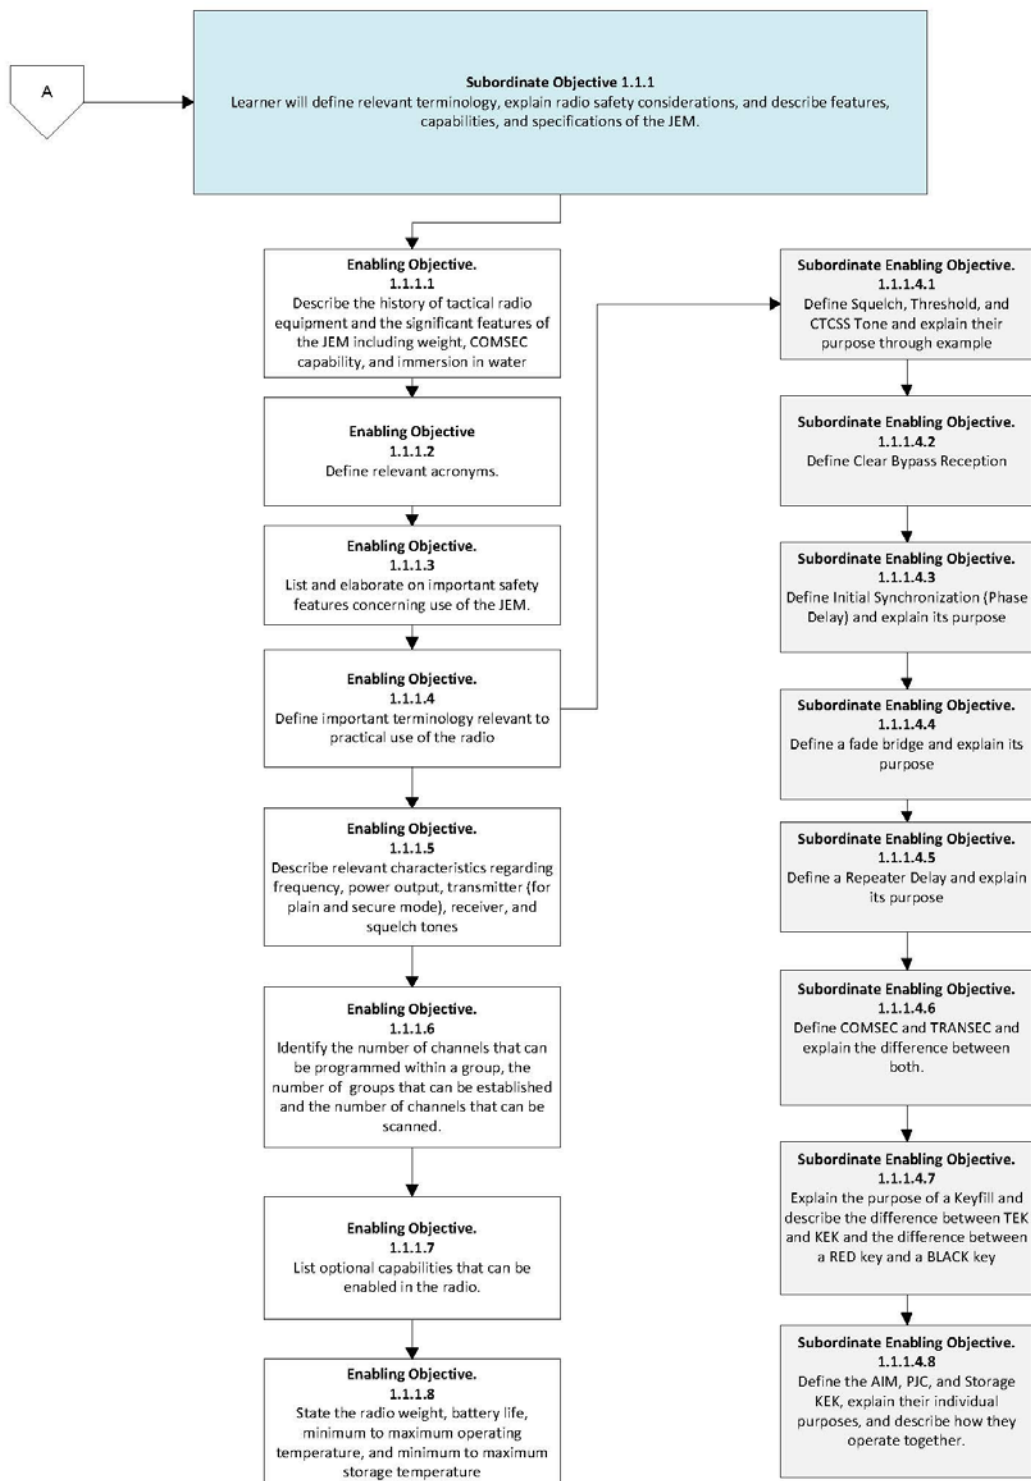 A
Subordinate Objective 1.1.1
Learner will define relevant terminology, explain radio safety considerations, and describe features,
capabilities, and specifications of the JEM.
Enabling Objective.
1.1.1.1
Describe the history of tactical radio
equipment and the significant features of
the JEM including weight, COMSEC
capability, and immersion in water
Enabling Objective
1.1.1.2
Define relevant acronyms.
Enabling Objective.
1.1.1.3
List and elaborate on important safety
features concerning use of the JEM.
Enabling Objective.
1.1.1.4
Define important terminology relevant to
practical use of the radio
Enabling Objective.
1.1.1.5
Describe relevant characteristics regarding
frequency, power output, transmitter (for
plain and secure mode), receiver, and
squelch tones
Enabling Objective.
1.1.1.6
Identify the number of channels that can
be programmed within a group, the
number of groups that can be established
and the number of channels that can be
scanned.
Enabling Objective.
1.1.1.7
List optional capabilities that can be
enabled in the radio.
Enabling Objective.
1.1.1.8
State the radio weight, battery life,
minimum to maximum operating
temperature, and minimum to maximum
storage temperature
Subordinate Enabling Objective.
1.1.1.4.1
Define Squelch, Threshold, and
CTCSS Tone and explain their
purpose through example
Subordinate Enabling Objective.
1.1.1.4.2
Define Clear Bypass Reception
Subordinate Enabling Objective.
1.1.1.4.3
Define Initial Synchronization (Phase
Delay) and explain its purpose
Subordinate Enabling Objective.
1.1.1.4.4
Define a fade bridge and explain its
purpose
Subordinate Enabling Objective.
1.1.1.4.5
Define a Repeater Delay and explain
its purpose
Subordinate Enabling Objective.
1.1.1.4.6
Define COMSEC and TRANSEC and
explain the difference between
both.
Subordinate Enabling Objective.
1.1.1.4.7
Explain the purpose of a Keyfill and
describe the difference between TEK
and KEK and the difference between
a RED key and a BLACK key
Subordinate Enabling Objective.
1.1.1.4.8
Define the AIM, PJC, and Storage
KEK, explain their individual
purposes, and describe how they
operate together.